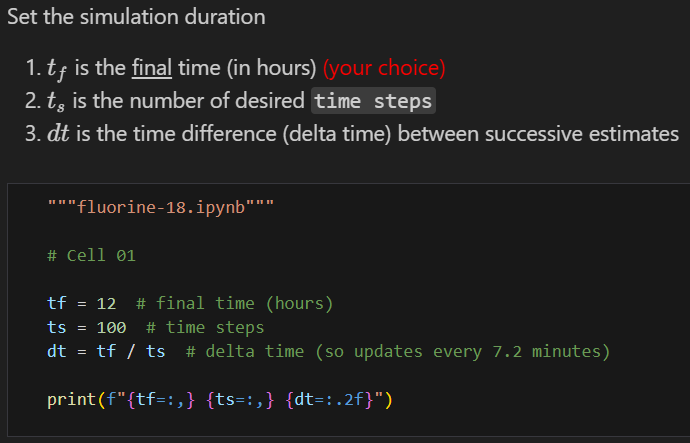 Set the simulation duration
1. tf is the final time (in hours) (your choice)
2. ts is the number of desired time steps
3. dt is the time difference (delta time) between successive estimates
"""fluorine-18.ipynb"""
# Cell 01
tf = 12  # final time (hours)
ts = 100  # time steps
dt = tf / ts  # delta time (so updates every 7.2 minutes)
print(f"{tf=:,} {ts=:,} {dt=:.2f}")